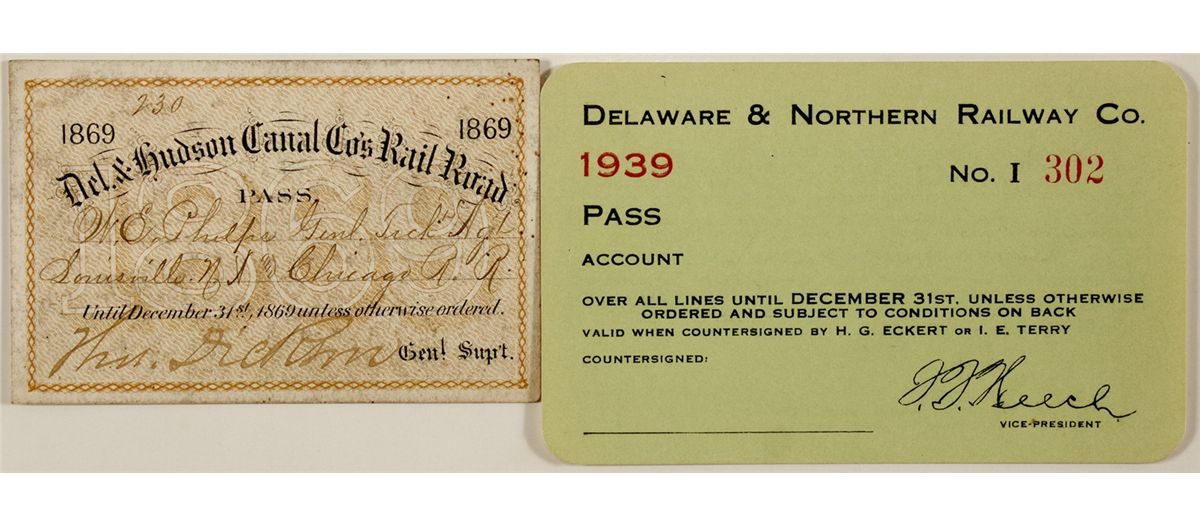 230
1869 1869
Del. & Hudson Canal Co's Rail Road
PASS,
W. E. Phelps Genl. Tick. Agt
Louisville N. A. & Chicago R. R.
Until December 31st, 1869 unless otherwise ordered.
Thos. Dickson Gen! Sup't.
DELAWARE & NORTHERN RAILWAY CO.
1939 NO. I 302
PASS
ACCOUNT
OVER ALL LINES UNTIL DECEMBER 31ST. UNLESS OTHERWISE
ORDERED AND SUBJECT TO CONDITIONS ON BACK
VALID WHEN COUNTERSIGNED BY H. G. ECKERT OR I. E. TERRY
COUNTERSIGNED:
VICE-PRESIDENT